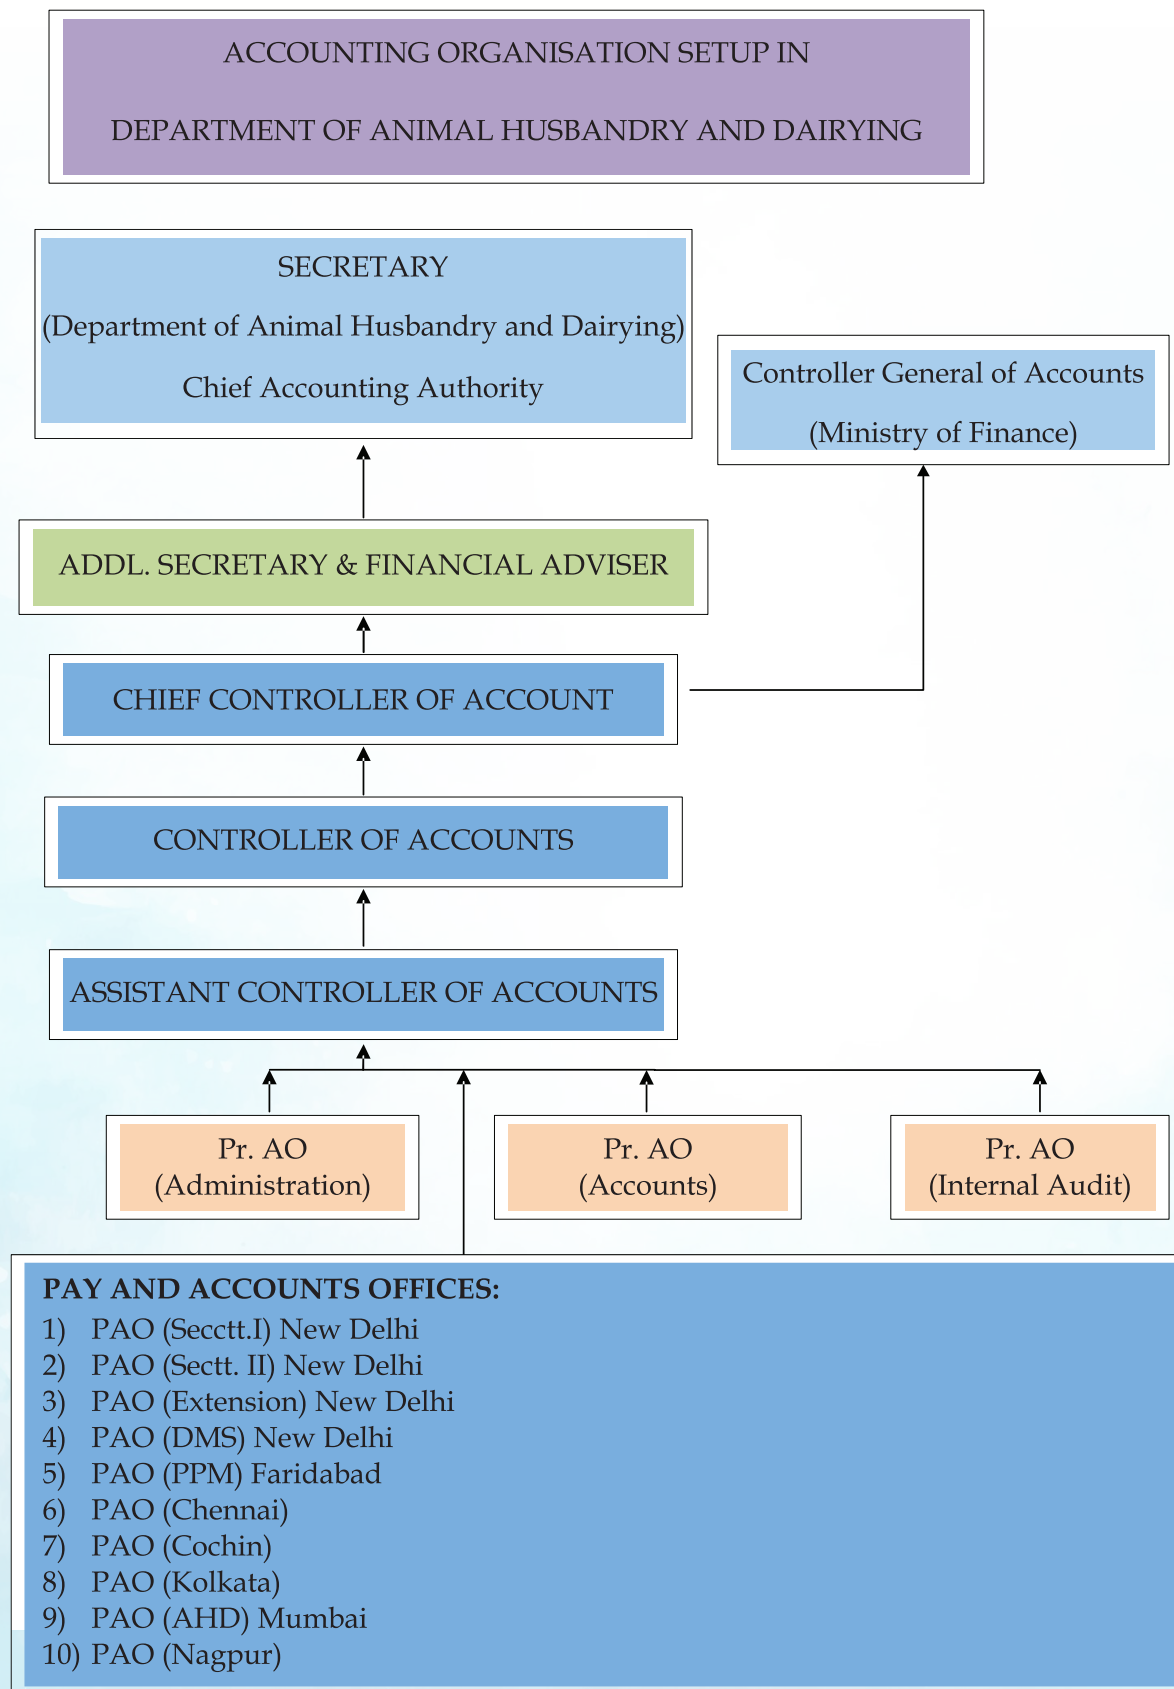 ACCOUNTING ORGANISATION SETUP IN
DEPARTMENT OF ANIMAL HUSBANDRY AND DAIRYING
SECRETARY
(Department of Animal Husbandry and Dairying)
Chief Accounting Authority
Controller General of Accounts
(Ministry of Finance)
ADDL. SECRETARY & FINANCIAL ADVISER
CHIEF CONTROLLER OF ACCOUNT
CONTROLLER OF ACCOUNTS
ASSISTANT CONTROLLER OF ACCOUNTS
Pr. AO
(Administration)
Pr. AO
(Accounts)
Pr. AO
(Internal Audit)
PAY AND ACCOUNTS OFFICES:
1) PAO (Secctt.I) New Delhi
2) PAO (Sectt. II) New Delhi
3) PAO (Extension) New Delhi
4) PAO (DMS) New Delhi
5) PAO (PPM) Faridabad
6) PAO (Chennai)
7) PAO (Cochin)
8) PAO (Kolkata)
9) PAO (AHD) Mumbai
10) PAO (Nagpur)